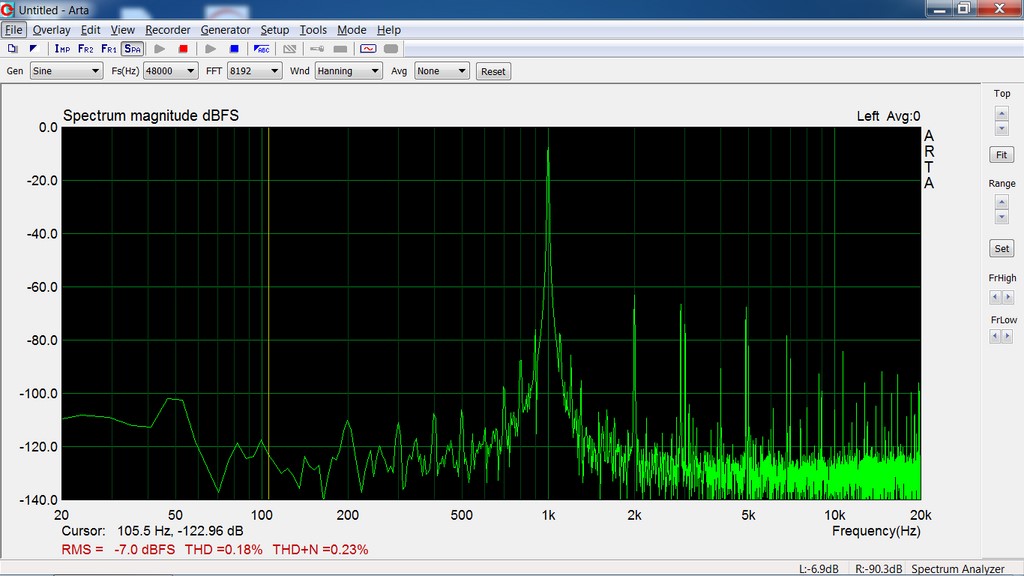 Untitled - Arta
File Overlay Edit View Recorder Generator Setup Tools Mode Help
IMP FR2 FR1 SPA ABC
Gen Sine Fs(Hz) 48000 FFT 8192 Wnd Hanning Avg None Reset
Top
Spectrum magnitude dBFS Left Avg:0
0.0
-20.0
-40.0
-60.0
-80.0
-100.0
-120.0
-140.0
A
R
T
A
Fit
Range
Set
FrHigh
FrLow
20 50 100 200 500 1k 2k 5k 10k 20k
Cursor: 105.5 Hz, -122.96 dB Frequency(Hz)
RMS = -7.0 dBFS THD =0.18% THD+N =0.23%
L:-6.9dB R:-90.3dB Spectrum Analyzer